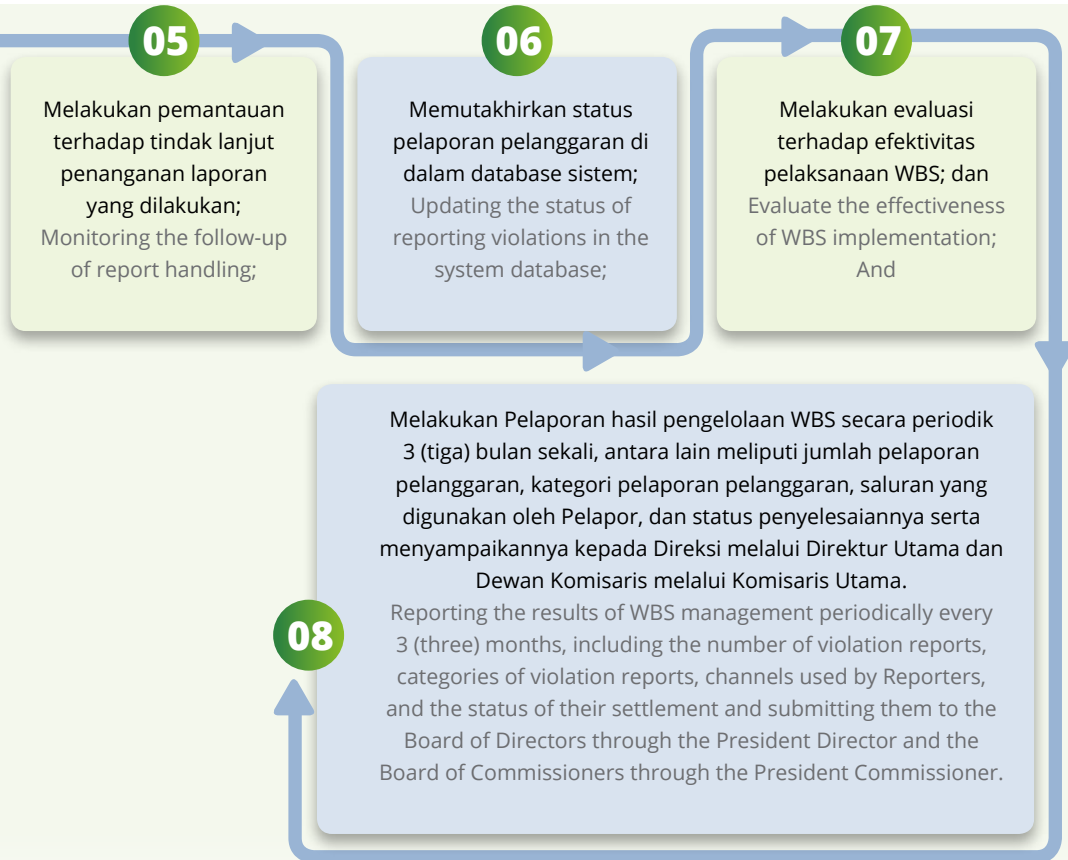 05
Melakukan pemantauan
terhadap tindak lanjut
penanganan laporan
yang dilakukan;
Monitoring the follow-up
of report handling;
06
Memutakhirkan status
pelaporan pelanggaran di
dalam database sistem;
Updating the status of
reporting violations in the
system database;
07
Melakukan evaluasi
terhadap efektivitas
pelaksanaan WBS; dan
Evaluate the effectiveness
of WBS implementation;
And
08
Melakukan Pelaporan hasil pengelolaan WBS secara periodik
3 (tiga) bulan sekali, antara lain meliputi jumlah pelaporan
pelanggaran, kategori pelaporan pelanggaran, saluran yang
digunakan oleh Pelapor, dan status penyelesaiannya serta
menyampaikannya kepada Direksi melalui Direktur Utama dan
Dewan Komisaris melalui Komisaris Utama.
Reporting the results of WBS management periodically every
3 (three) months, including the number of violation reports,
categories of violation reports, channels used by Reporters,
and the status of their settlement and submitting them to the
Board of Directors through the President Director and the
Board of Commissioners through the President Commissioner.